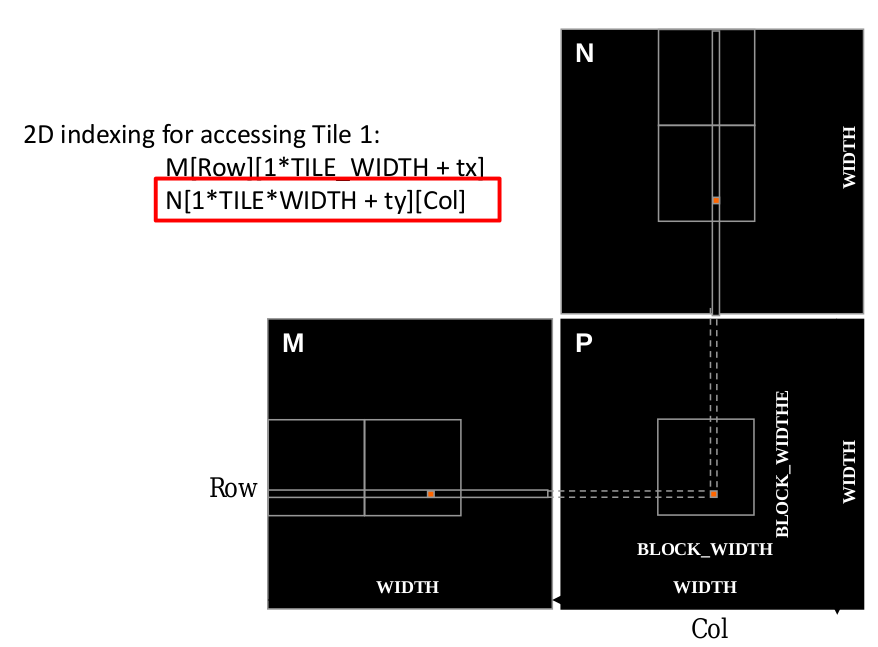 N
WIDTH
2D indexing for accessing Tile 1:
M[Row][1*TILE_WIDTH + tx]
N[1*TILE*WIDTH + ty][Col]
M
P
BLOCK_WIDTHE
WIDTH
Row
BLOCK_WIDTH
WIDTH
WIDTH
Col